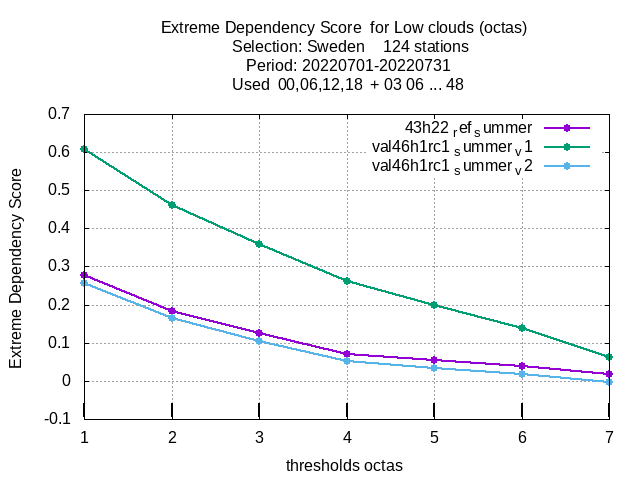 Extreme Dependency Score  for Low clouds (octas)
Selection: Sweden    124 stations
Period: 20220701-20220731
Used  00,06,12,18  + 03 06 ... 48
0.7
0.6
0.5
0.4
0.3
0.2
0.1
0
-0.1
Extreme Dependency Score
43h22 ref summer
val46h1rc1 summer v1
val46h1rc1 summer v2
1 2 3 4 5 6 7
thresholds octas